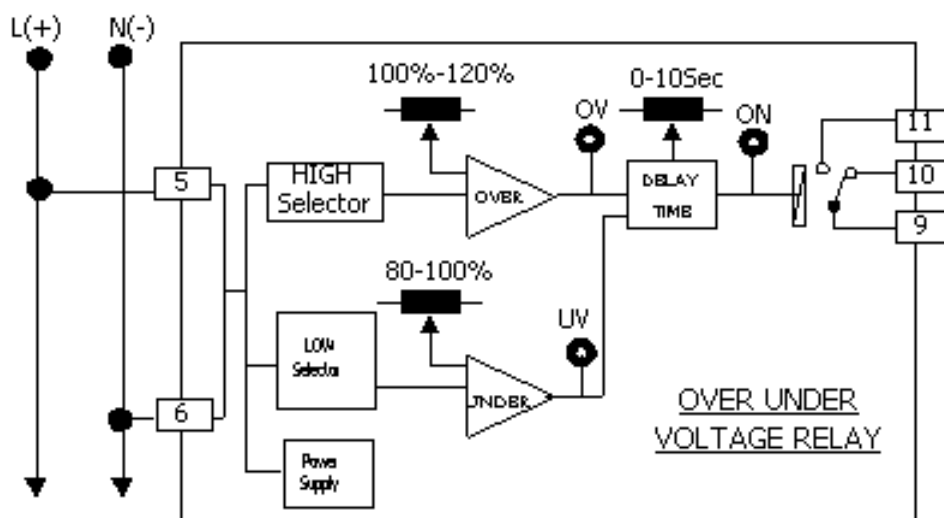 L(+) N(-)
100%-120%
0-10Sec
OV
ON
11
5
HIGH
Selector
OVER
DELAY
TIME
10
9
80-100%
UV
LOW
Selector
UNDER
6
OVER UNDER
VOLTAGE RELAY
Power
Supply